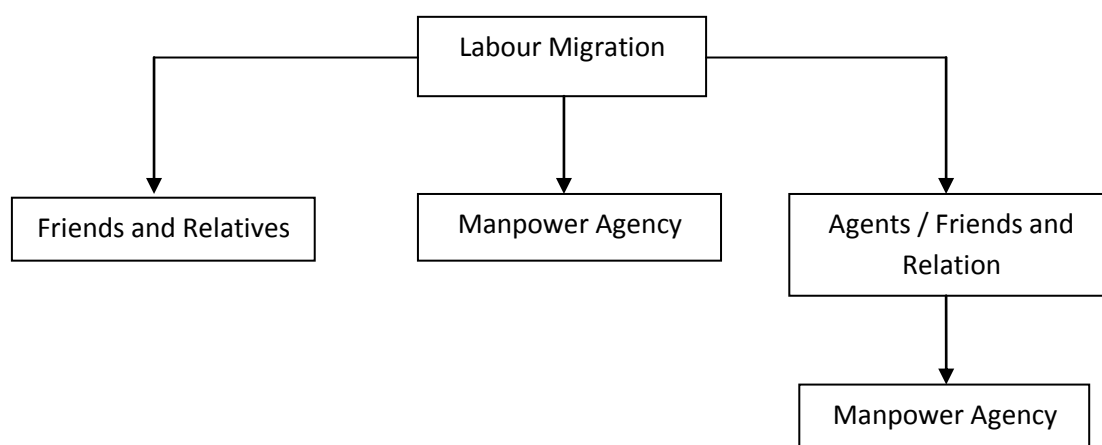 Labour Migration
Friends and Relatives
Manpower Agency
Agents / Friends and
Relation
Manpower Agency